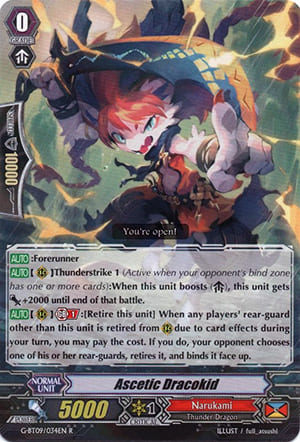 0
GRADE
SHIELD
10000
You're open!
AUTO:Forerunner
AUTO[ ]Thunderstrike 1 (Active when your opponent's bind zone
has one or more cards):When this unit boosts ( ), this unit gets
+2000 until end of that battle.
AUTO[ ] 1:[Retire this unit] When any players' rear-guard
other than this unit is retired from due to card effects during
your turn, you may pay the cost. If you do, your opponent chooses
one of his or her rear-guards, retires it, and binds it face up.
NORMAL
UNIT
Ascetic Dracokid
POWER
5000
1
CRITICAL
Narukami
Thunder Dragon
G-BT09/034EN R
ILLUST / full_atsushi